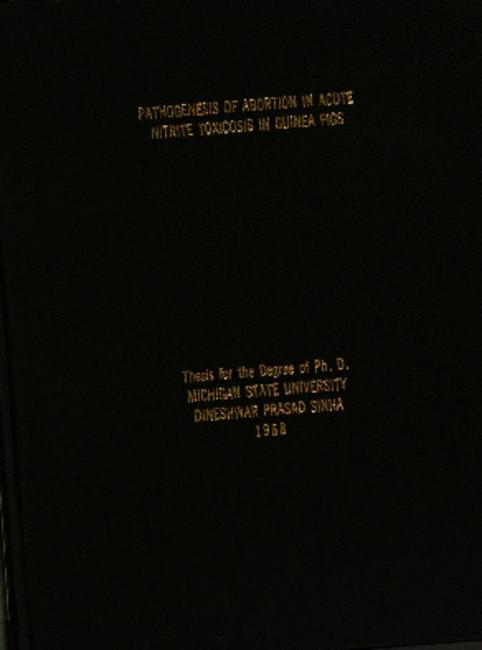 PATHOGENESIS OF ABORTION IN ACUTE
NITRITE TOXICOSIS IN GUINEA PIGS
Thesis for the Degree of Ph. D.
MICHIGAN STATE UNIVERSITY
DINESHWAR PRASAD SINHA
1968